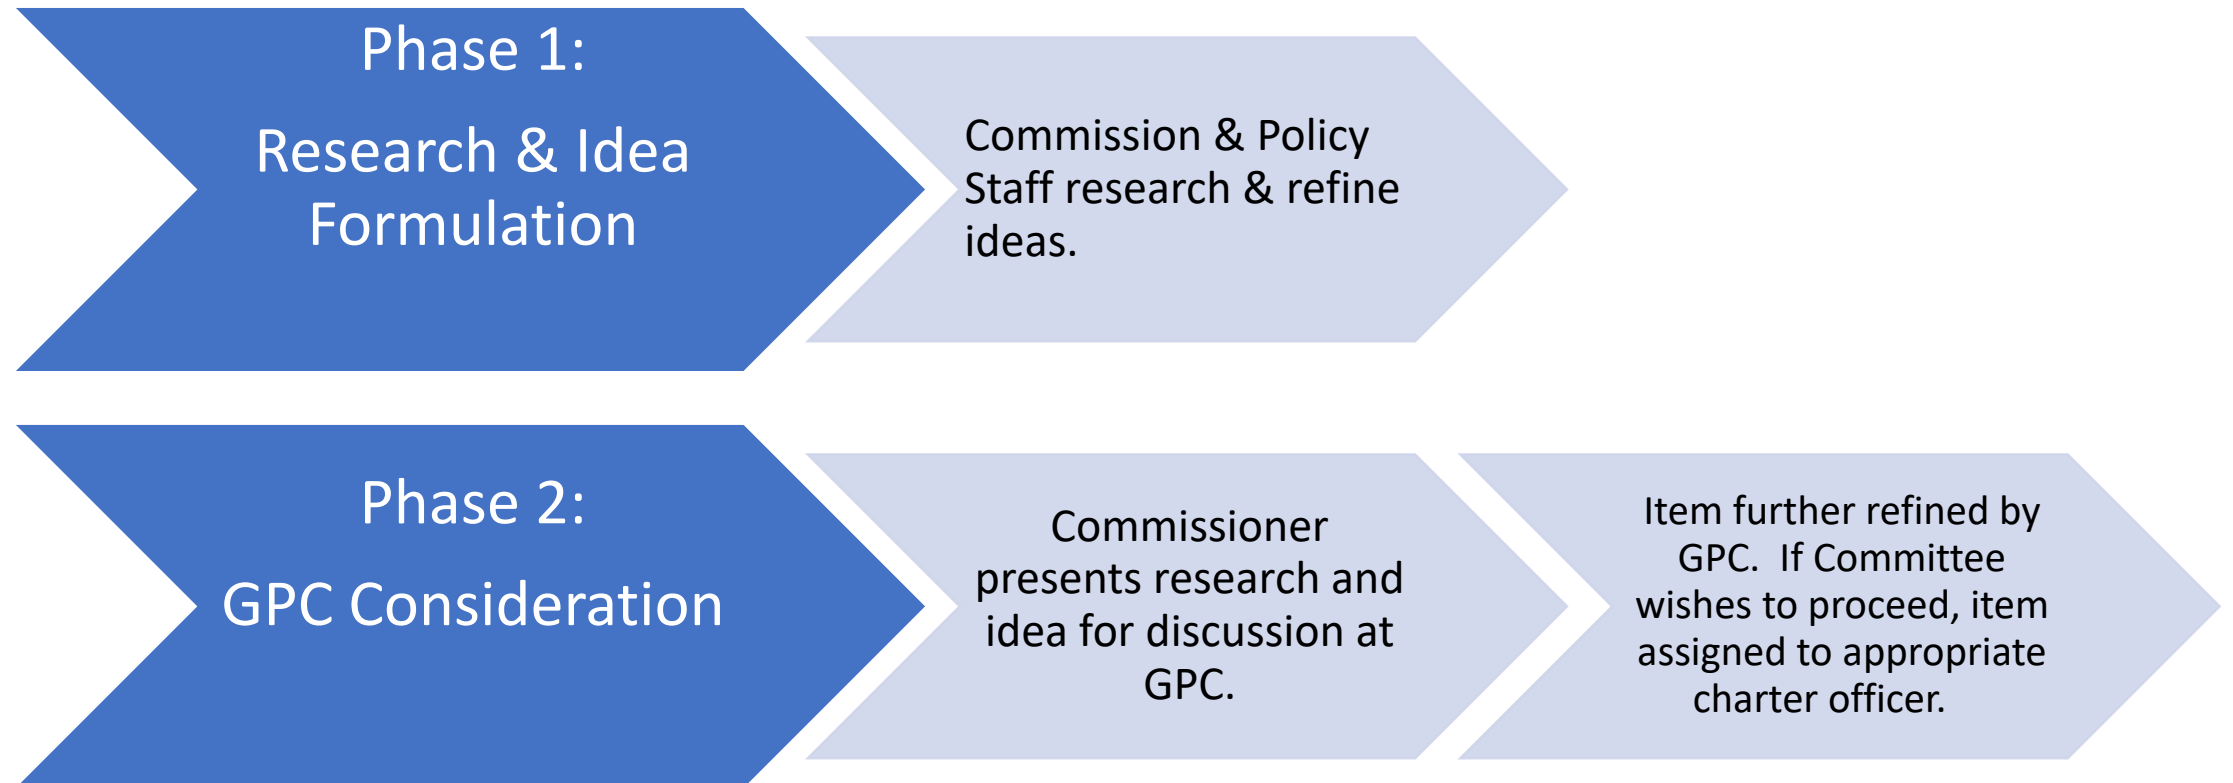 Phase 1:
Research & Idea
Formulation
Commission & Policy
Staff research & refine
ideas.
Phase 2:
GPC Consideration
Commissioner
presents research and
idea for discussion at
GPC.
Item further refined by
GPC.  If Committee
wishes to proceed, item
assigned to appropriate
charter officer.